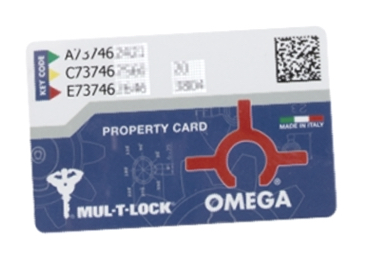 KEY CODE
A73746
C73746
E73746
PROPERTY CARD
MADE IN ITALY
MUL-T-LOCK®
OMEGA®